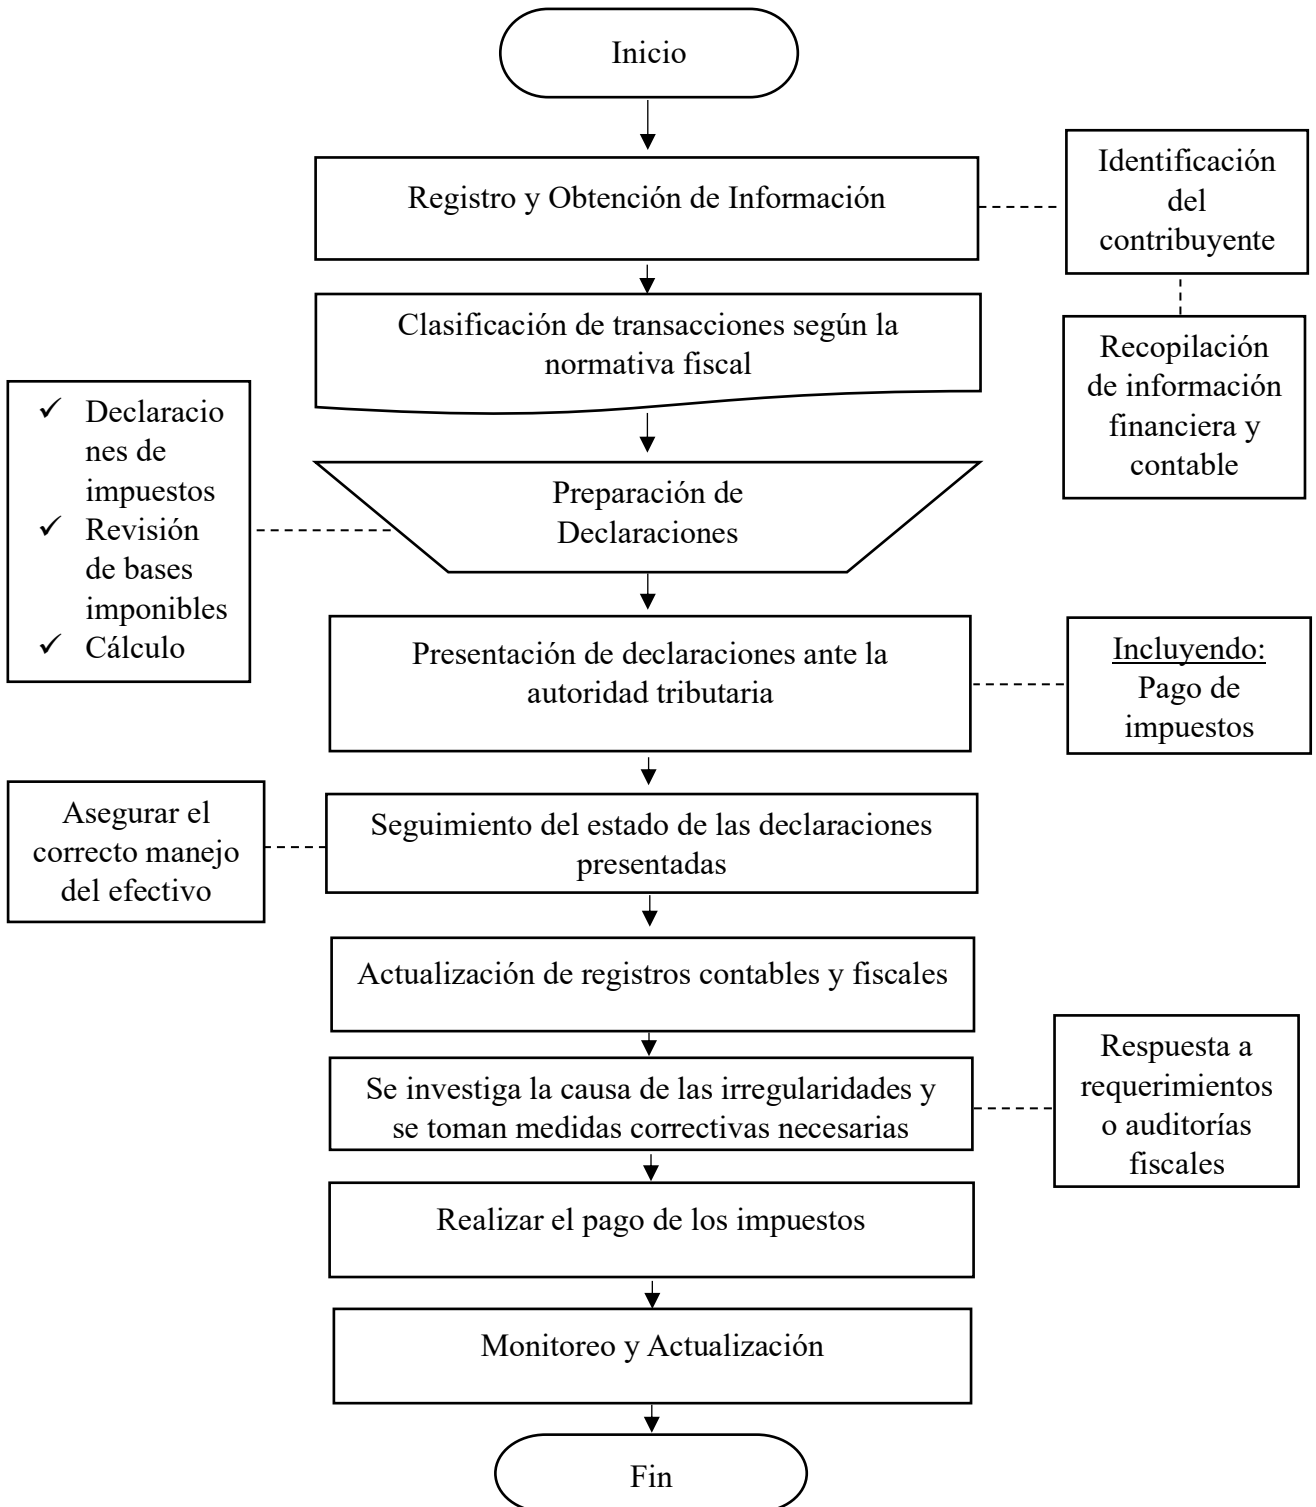 Inicio
Registro y Obtención de Información
Identificación
del
contribuyente
Recopilación
de información
financiera y
contable
Clasificación de transacciones según la
normativa fiscal
✓ Declaracio
nes de
impuestos
✓ Revisión
de bases
imponibles
✓ Cálculo
Preparación de
Declaraciones
Presentación de declaraciones ante la
autoridad tributaria
Incluyendo:
Pago de
impuestos
Asegurar el
correcto manejo
del efectivo
Seguimiento del estado de las declaraciones
presentadas
Actualización de registros contables y fiscales
Se investiga la causa de las irregularidades y
se toman medidas correctivas necesarias
Respuesta a
requerimientos
o auditorías
fiscales
Realizar el pago de los impuestos
Monitoreo y Actualización
Fin